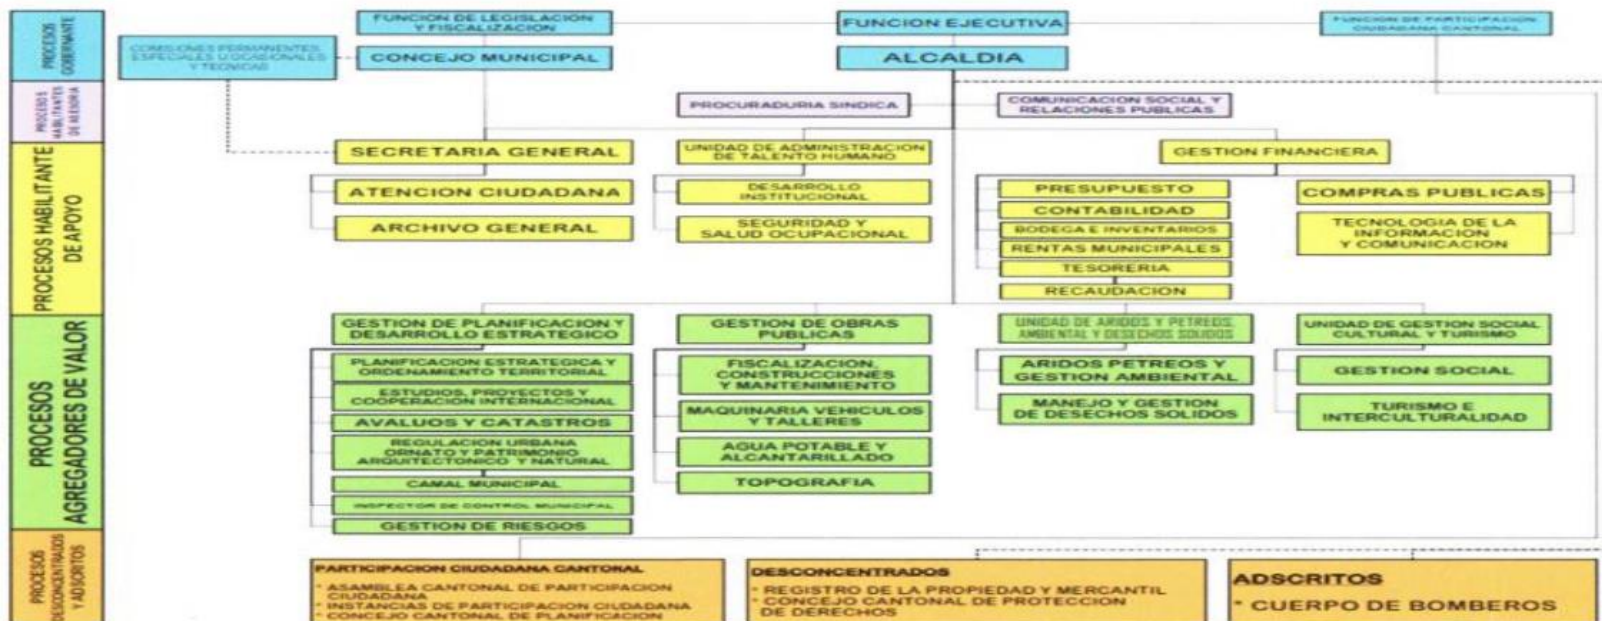 PROCESOS
GOBERNANTE
FUNCION DE LEGISLACION
Y FISCALIZACION
FUNCION EJECUTIVA
FUNCION DE PARTICIPACION
CIUDADANA CANTONAL
COMISIONES PERMANENTES,
ESPECIALES U OCASIONALES
Y TECNICAS
CONCEJO MUNICIPAL
ALCALDIA
PROCESOS
HABILITANTES
DE ASESORIA
PROCURADURIA SINDICA
COMUNICACION SOCIAL Y
RELACIONES PUBLICAS
PROCESOS HABILITANTE
DE APOYO
SECRETARIA GENERAL
ATENCION CIUDADANA
ARCHIVO GENERAL
UNIDAD DE ADMINISTRACION
DE TALENTO HUMANO
DESARROLLO
INSTITUCIONAL
SEGURIDAD Y
SALUD OCUPACIONAL
GESTION FINANCIERA
PRESUPUESTO
CONTABILIDAD
BODEGA E INVENTARIOS
RENTAS MUNICIPALES
TESORERIA
RECAUDACION
COMPRAS PUBLICAS
TECNOLOGIA DE LA
INFORMACION
Y COMUNICACION
PROCESOS
AGREGADORES DE VALOR
GESTION DE PLANIFICACION Y
DESARROLLO ESTRATEGICO
PLANIFICACION ESTRATEGICA Y
ORDENAMIENTO TERRITORIAL
ESTUDIOS, PROYECTOS Y
COOPERACION INTERNACIONAL
AVALUOS Y CATASTROS
REGULACION URBANA
ORNATO Y PATRIMONIO
ARQUITECTONICO Y NATURAL
CAMAL MUNICIPAL
INSPECTOR DE CONTROL MUNICIPAL
GESTION DE RIESGOS
GESTION DE OBRAS
PUBLICAS
FISCALIZACION,
CONSTRUCCIONES
Y MANTENIMIENTO
MAQUINARIA VEHICULOS
Y TALLERES
AGUA POTABLE Y
ALCANTARILLADO
TOPOGRAFIA
UNIDAD DE ARIDOS Y PETREOS,
AMBIENTAL Y DESECHOS SOLIDOS
ARIDOS PETREOS Y
GESTION AMBIENTAL
MANEJO Y GESTION
DE DESECHOS SOLIDOS
UNIDAD DE GESTION SOCIAL
CULTURAL Y TURISMO
GESTION SOCIAL
TURISMO E
INTERCULTURALIDAD
PROCESOS
DESCONCENTRADOS
Y ADSCRITOS
PARTICIPACION CIUDADANA CANTONAL
* ASAMBLEA CANTONAL DE PARTICIPACION
CIUDADANA
* INSTANCIAS DE PARTICIPACION CIUDADANA
* CONCEJO CANTONAL DE PLANIFICACION
DESCONCENTRADOS
* REGISTRO DE LA PROPIEDAD Y MERCANTIL
* CONCEJO CANTONAL DE PROTECCION
DE DERECHOS
ADSCRITOS
* CUERPO DE BOMBEROS